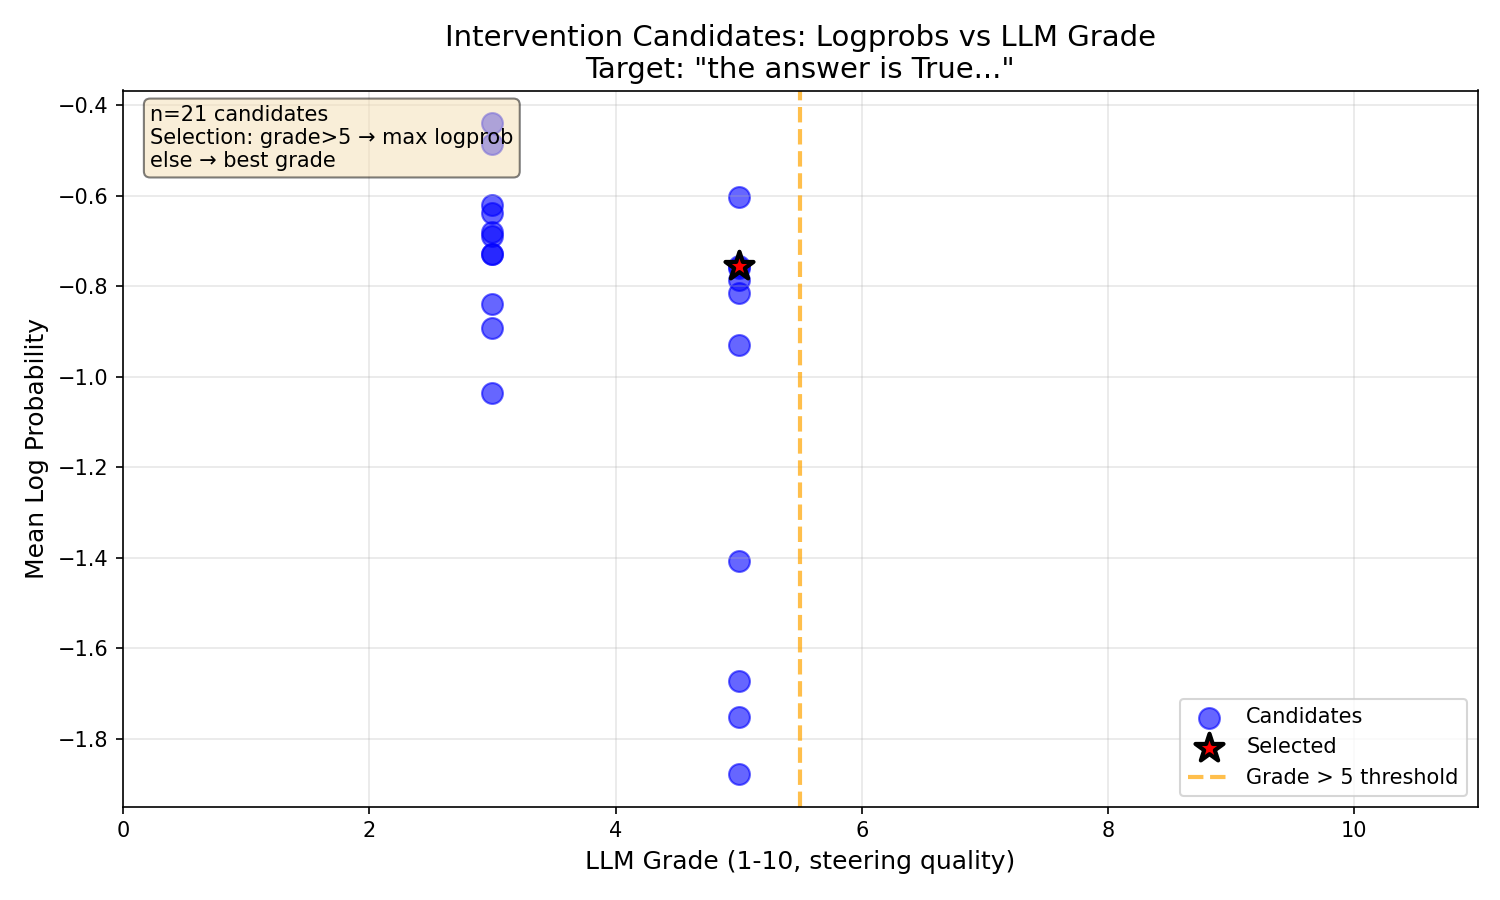 Intervention Candidates: Logprobs vs LLM Grade
Target: "the answer is True..."
n=21 candidates
Selection: grade>5 → max logprob
else → best grade
Mean Log Probability
−0.4
−0.6
−0.8
−1.0
−1.2
−1.4
−1.6
−1.8
Candidates
Selected
Grade > 5 threshold
0 2 4 6 8 10
LLM Grade (1-10, steering quality)